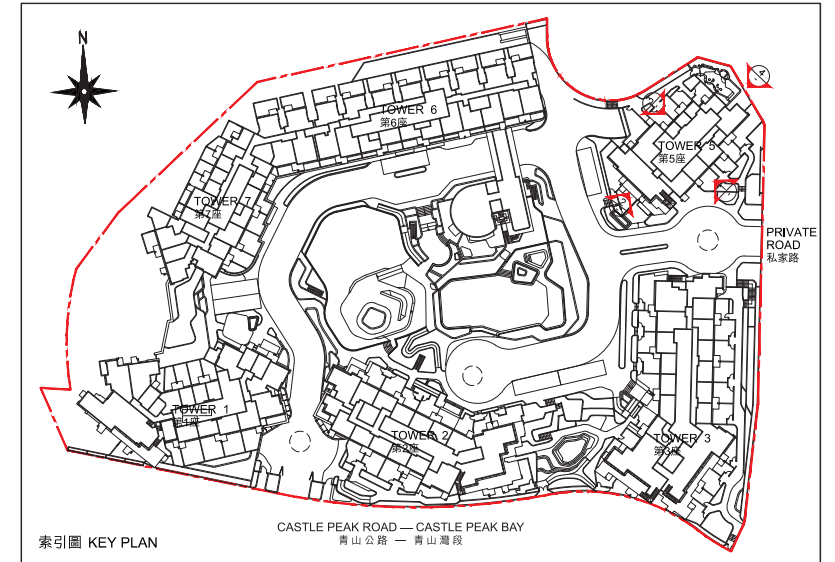 N
TOWER 6
第6座
TOWER 5
第5座
TOWER 7
第7座
PRIVATE
ROAD
私家路
TOWER 1
第1座
TOWER 2
第2座
TOWER 3
第3座
CASTLE PEAK ROAD — CASTLE PEAK BAY
青山公路 — 青山灣段
索引圖 KEY PLAN